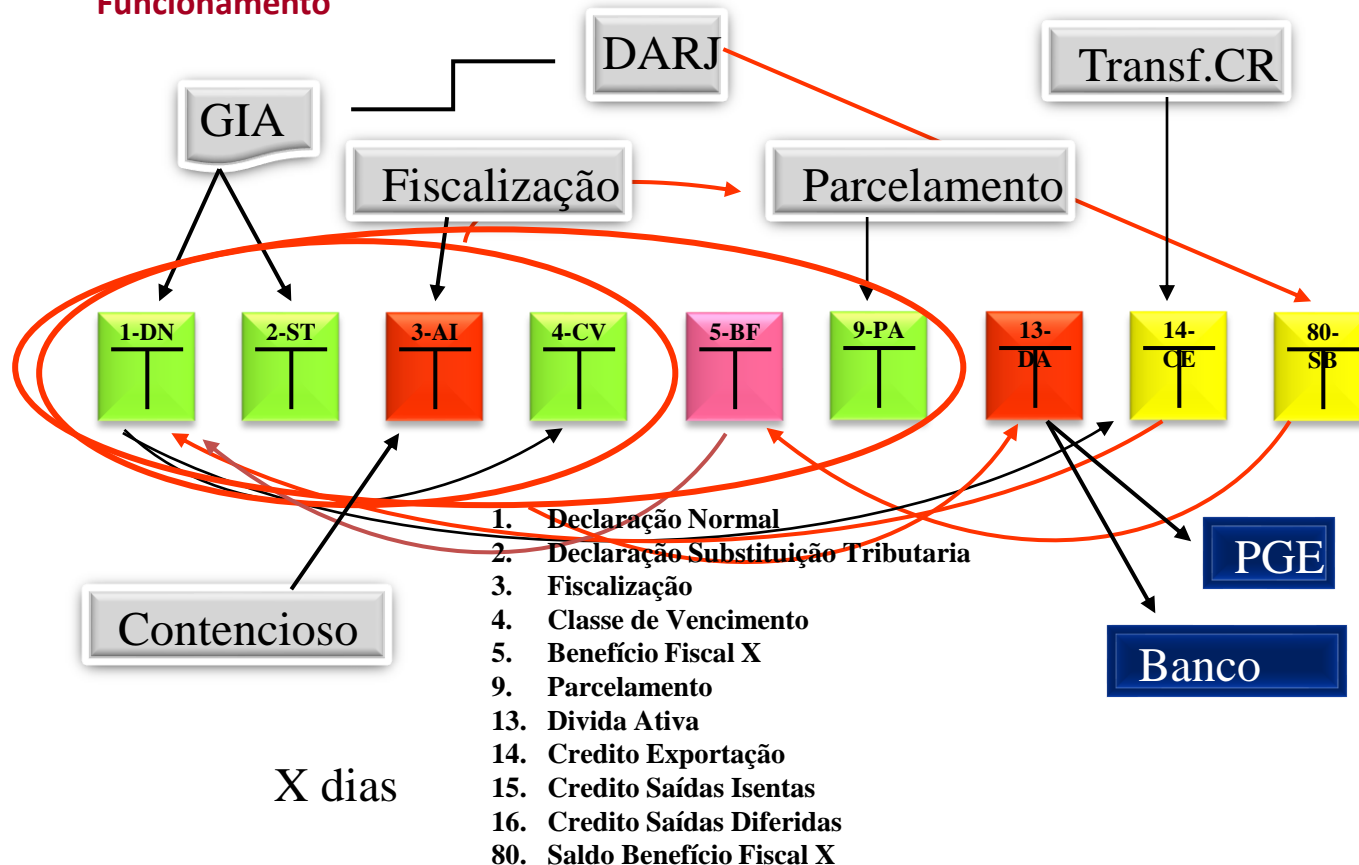 Funcionamento
DARJ
Transf.CR
GIA
Fiscalização
Parcelamento
1-DN
2-ST
3-AI
4-CV
5-BF
9-PA
13-
DA
14-
CE
80-
SB
1. Declaração Normal
2. Declaração Substituição Tributaria
3. Fiscalização
4. Classe de Vencimento
5. Benefício Fiscal X
9. Parcelamento
13. Divida Ativa
14. Credito Exportação
15. Credito Saídas Isentas
16. Credito Saídas Diferidas
80. Saldo Benefício Fiscal X
PGE
Contencioso
Banco
X dias